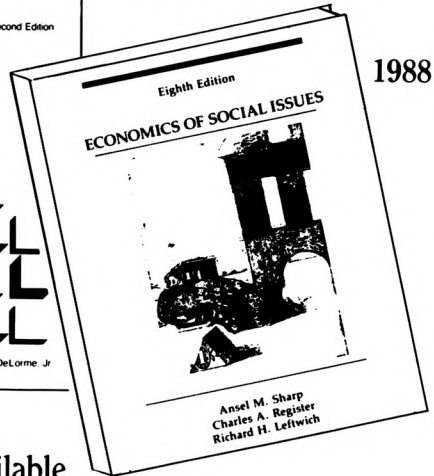 econd Edition
1988
Eighth Edition
ECONOMICS OF SOCIAL ISSUES
DeLorme, Jr
Ansel M. Sharp
Charles A. Register
Richard H. Leftwich
ilable